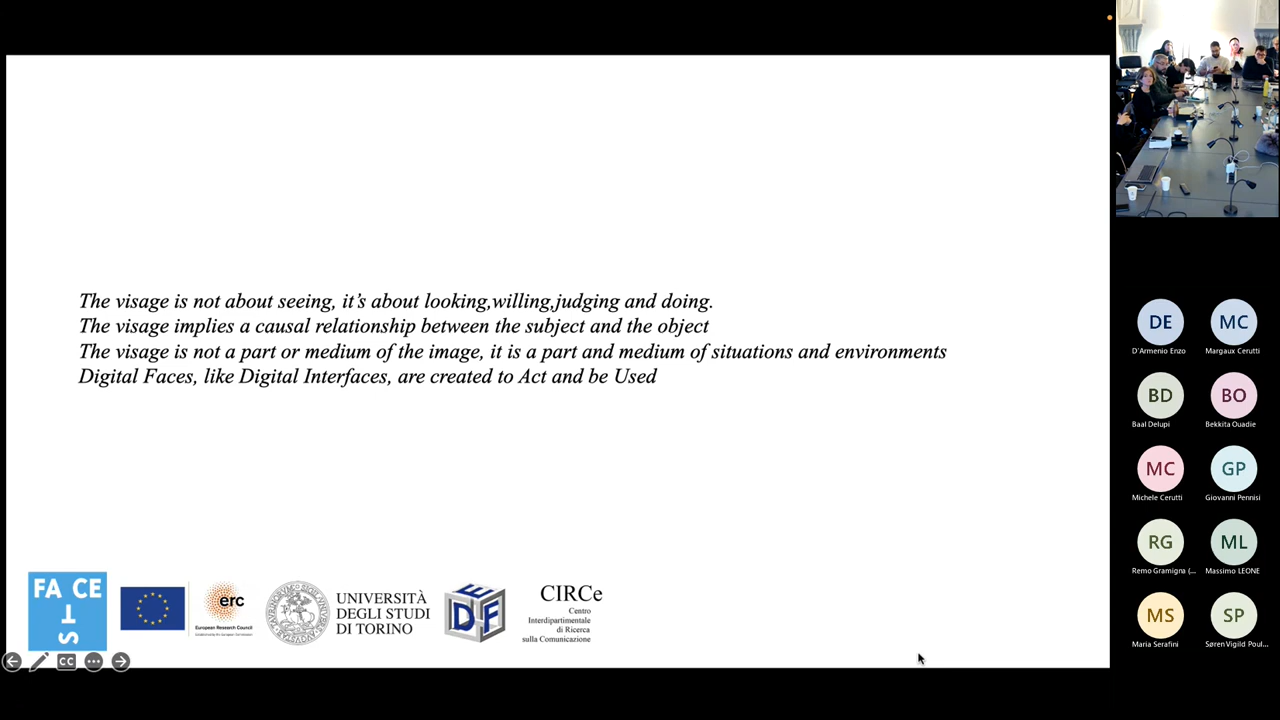 The visage is not about seeing, it's about looking,willing,judging and doing.
The visage implies a causal relationship between the subject and the object
The visage is not a part or medium of the image, it is a part and medium of situations and environments
Digital Faces, like Digital Interfaces, are created to Act and be Used
FA CE
T
S
erc
European Research Council
UNIVERSITÀ
DEGLI STUDI
DI TORINO
DFE
CIRCe
Centro
Interdipartimentale
di Ricerca
sulla Comunicazione
CC
DE
MC
D'Armenio Enzo
Margaux Cerutti
BD
BO
Baal Delupi
Bekkita Ouadie
MC
GP
Michele Cerutti
Giovanni Pennisi
RG
ML
Remo Gramigna (...
Massimo LEONE
MS
SP
Maria Serafini
Søren Vigild Poul...